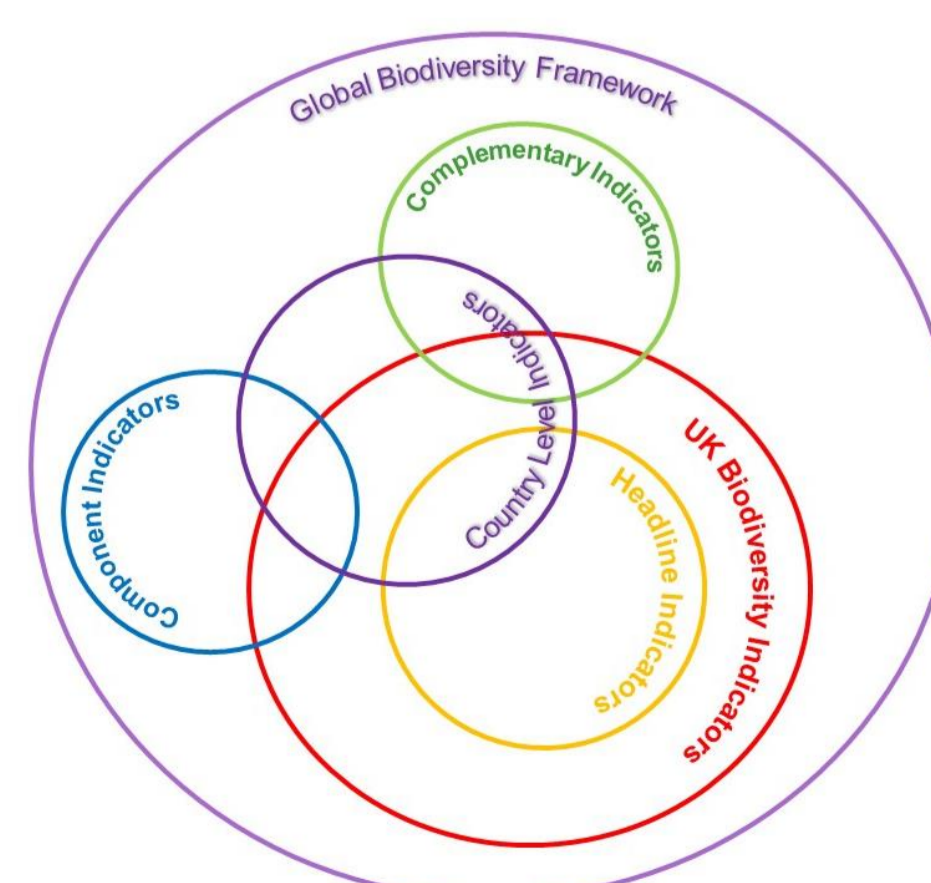 Global Biodiversity Framework
Complementary Indicators
Country Level Indicators
Component Indicators
Headline Indicators
UK Biodiversity Indicators